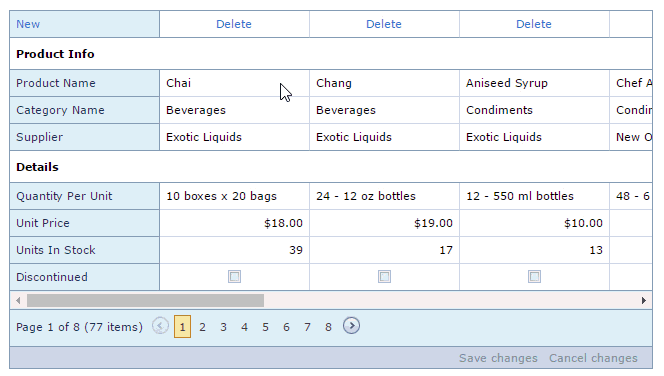 New Delete Delete Delete
Product Info
Product Name Chai Chang Aniseed Syrup Chef A
Category Name Beverages Beverages Condiments Condi
Supplier Exotic Liquids Exotic Liquids Exotic Liquids New O
Details
Quantity Per Unit 10 boxes x 20 bags 24 - 12 oz bottles 12 - 550 ml bottles 48 - 6
Unit Price $18.00 $19.00 $10.00
Units In Stock 39 17 13
Discontinued
Page 1 of 8 (77 items) 1 2 3 4 5 6 7 8
Save changes Cancel changes